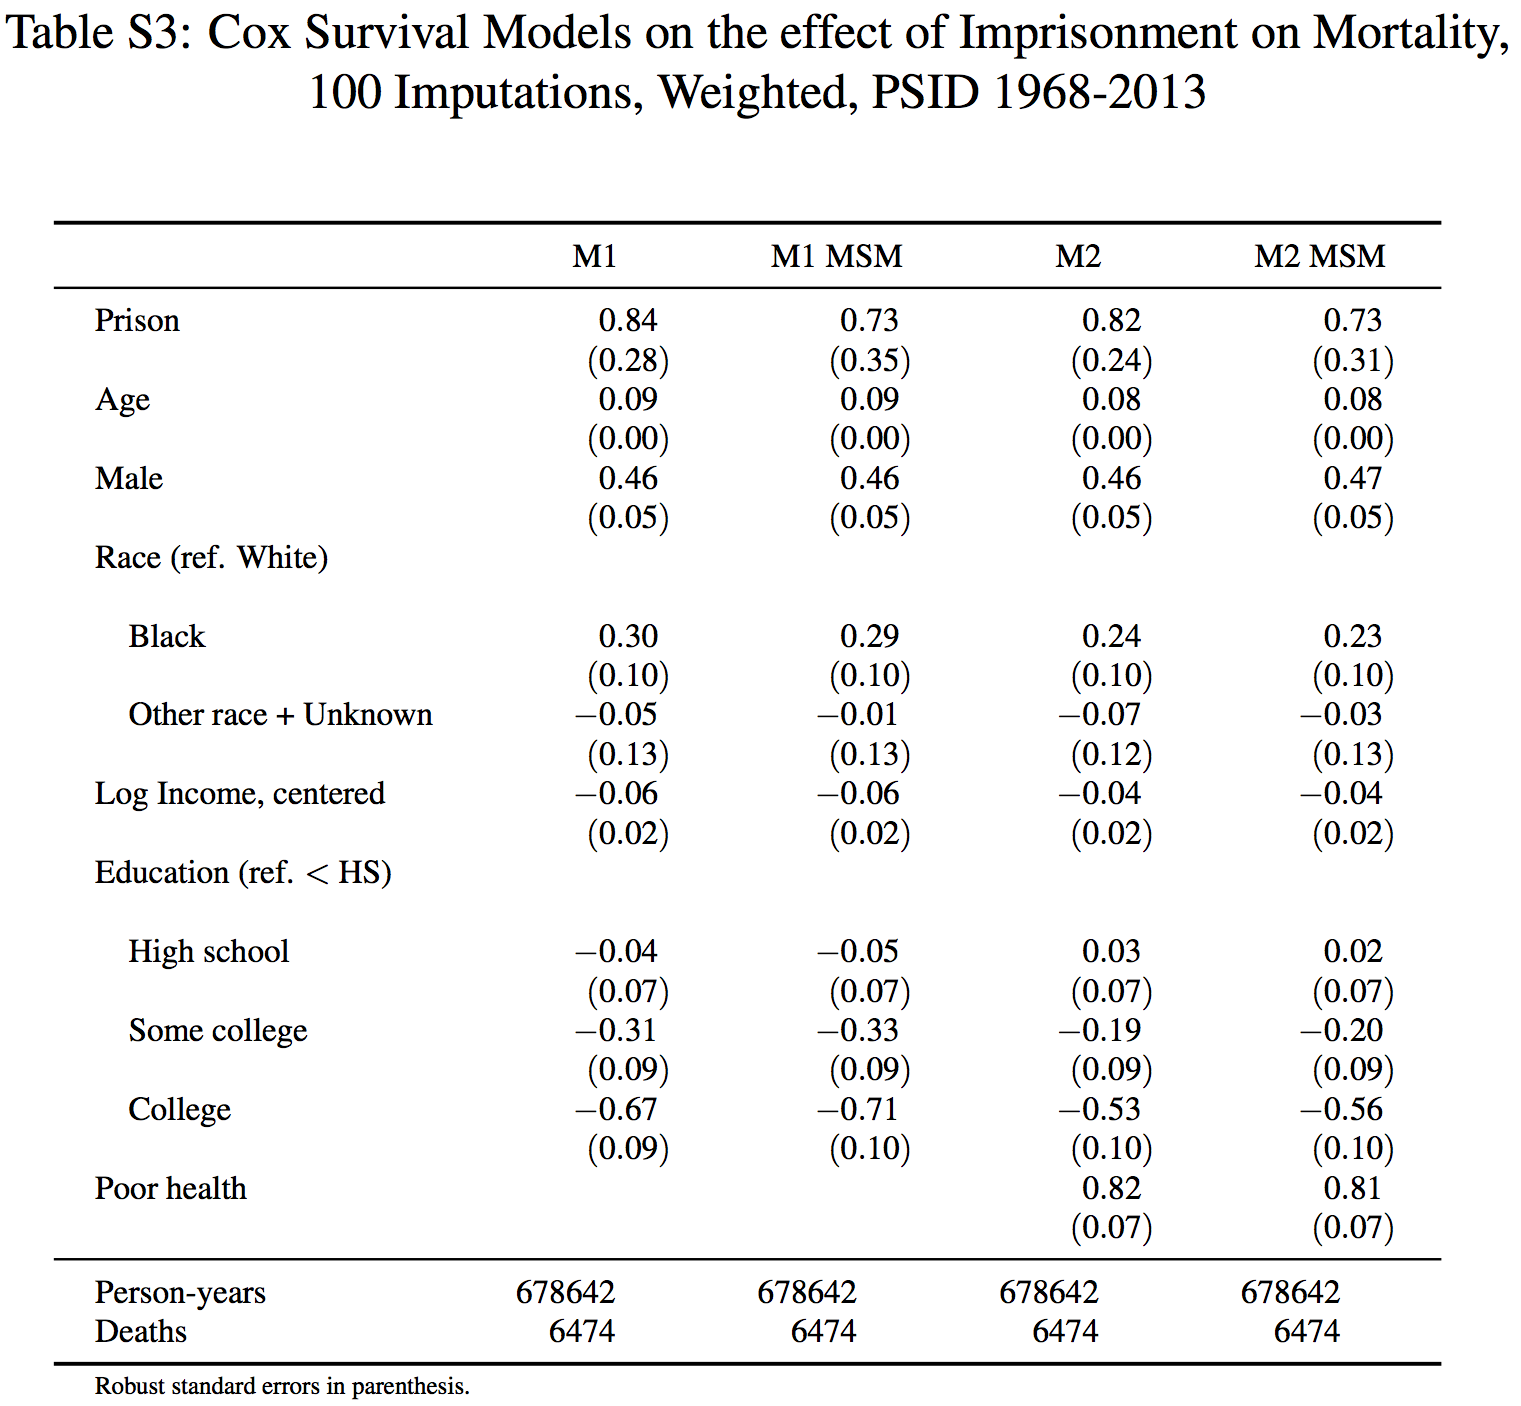 Table S3: Cox Survival Models on the effect of Imprisonment on Mortality,
100 Imputations, Weighted, PSID 1968-2013
M1 M1 MSM M2 M2 MSM
Prison 0.84 0.73 0.82 0.73
(0.28) (0.35) (0.24) (0.31)
Age 0.09 0.09 0.08 0.08
(0.00) (0.00) (0.00) (0.00)
Male 0.46 0.46 0.46 0.47
(0.05) (0.05) (0.05) (0.05)
Race (ref. White)
Black 0.30 0.29 0.24 0.23
(0.10) (0.10) (0.10) (0.10)
Other race + Unknown −0.05 −0.01 −0.07 −0.03
(0.13) (0.13) (0.12) (0.13)
Log Income, centered −0.06 −0.06 −0.04 −0.04
(0.02) (0.02) (0.02) (0.02)
Education (ref. < HS)
High school −0.04 −0.05 0.03 0.02
(0.07) (0.07) (0.07) (0.07)
Some college −0.31 −0.33 −0.19 −0.20
(0.09) (0.09) (0.09) (0.09)
College −0.67 −0.71 −0.53 −0.56
(0.09) (0.10) (0.10) (0.10)
Poor health 0.82 0.81
(0.07) (0.07)
Person-years 678642 678642 678642 678642
Deaths 6474 6474 6474 6474
Robust standard errors in parenthesis.